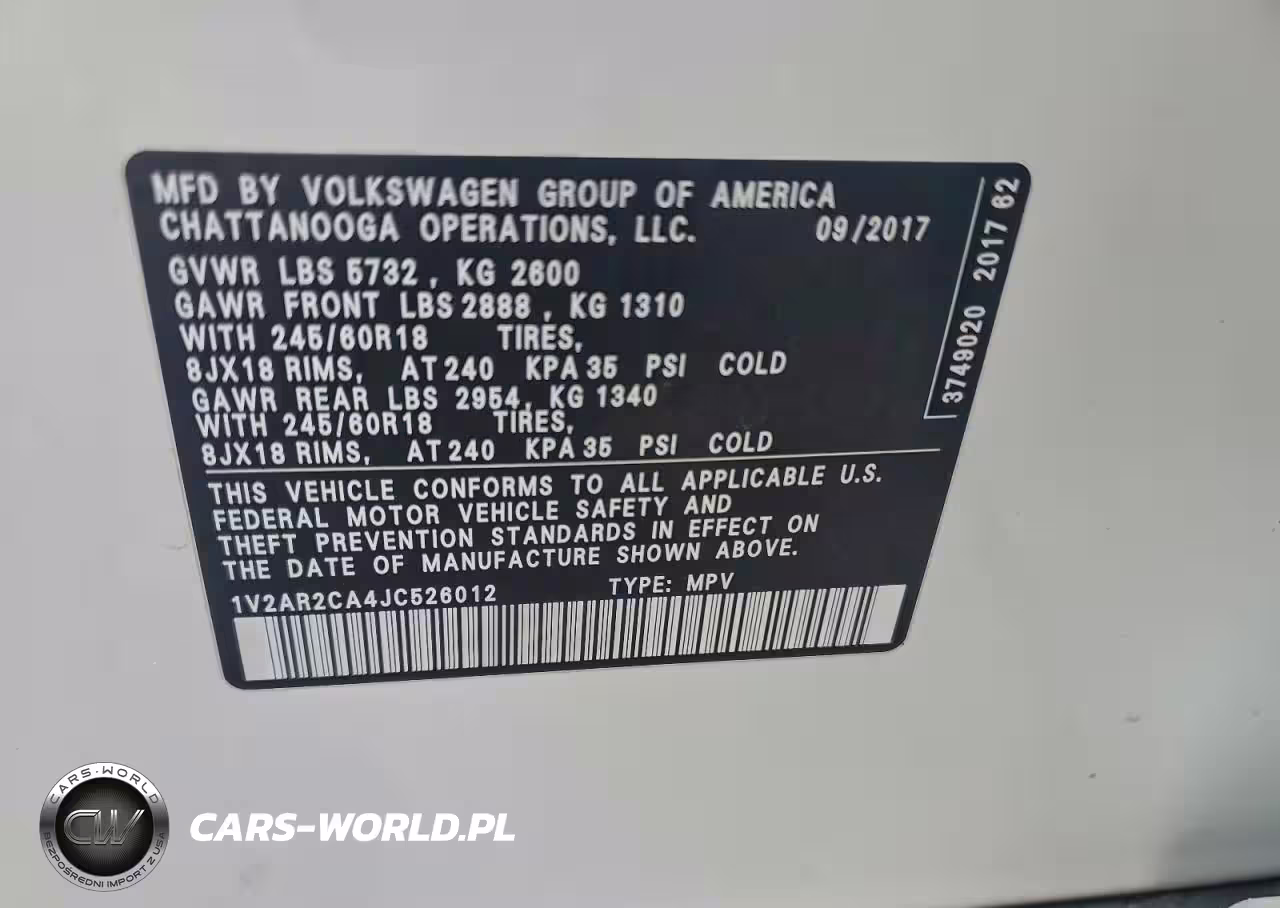 MFD BY VOLKSWAGEN GROUP OF AMERICA
CHATTANOOGA OPERATIONS, LLC. 09/2017
GVWR LBS 5732, KG 2600
GAWR FRONT LBS 2888, KG 1310
WITH 245/60R18 TIRES,
8JX18 RIMS, AT 240 KPA 35 PSI COLD
GAWR REAR LBS 2954, KG 1340
WITH 245/60R18 TIRES,
8JX18 RIMS, AT 240 KPA 35 PSI COLD
3749020 2017 62
THIS VEHICLE CONFORMS TO ALL APPLICABLE U.S.
FEDERAL MOTOR VEHICLE SAFETY AND
THEFT PREVENTION STANDARDS IN EFFECT ON
THE DATE OF MANUFACTURE SHOWN ABOVE.
1V2AR2CA4JC526012 TYPE: MPV
CARS-WORLD
CW
BEZPOŚREDNI IMPORT Z USA
CARS-WORLD.PL